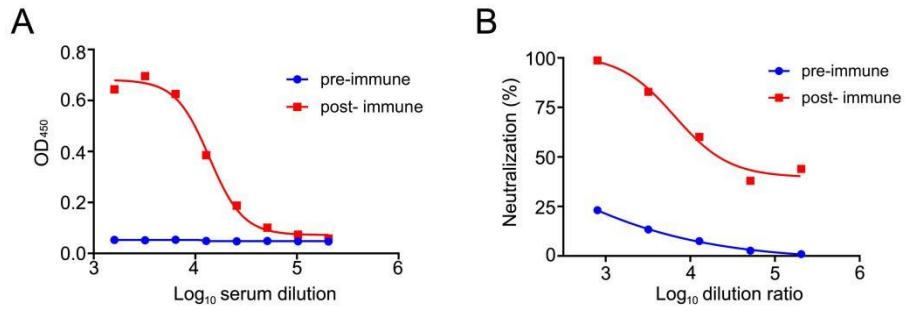 A
0.8
0.6
0.4
0.2
0.0
OD450
3
4
5
6
Log10 serum dilution
pre-immune
post- immune
B
100
75
50
25
0
Neutralization (%)
3
4
5
6
Log10 dilution ratio
pre-immune
post- immune